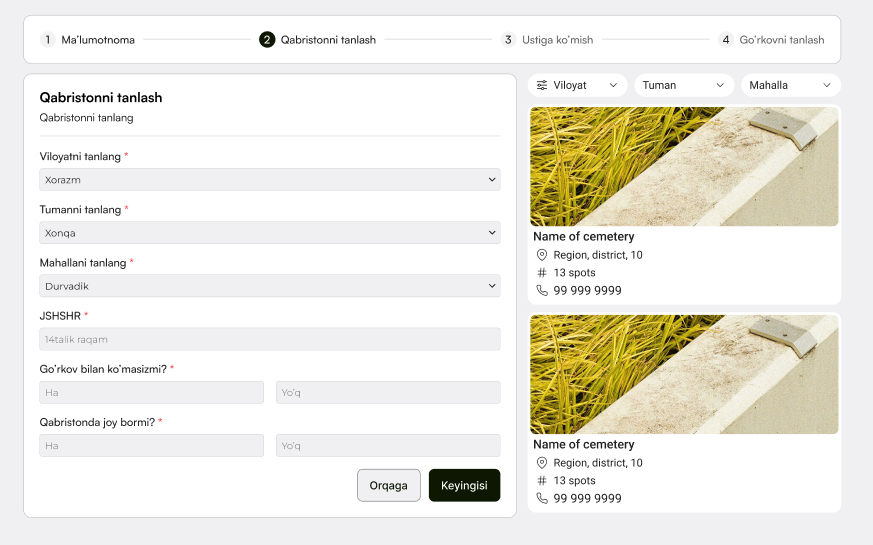 1 Ma'lumotnoma 2 Qabristonni tanlash 3 Ustiga ko'mish 4 Go'rkovni tanlash
Qabristonni tanlash
Qabristonni tanlang
Viloyatni tanlang *
Xorazm
Tumanni tanlang *
Xonqa
Mahallani tanlang *
Durvadik
JSHSHR *
14talik raqam
Go'rkov bilan ko'masizmi? *
Ha Yo'q
Qabristonda joy bormi? *
Ha Yo'q
Orqaga Keyingisi
Viloyat Tuman Mahalla
Name of cemetery
Region, district, 10
# 13 spots
99 999 9999
Name of cemetery
Region, district, 10
# 13 spots
99 999 9999